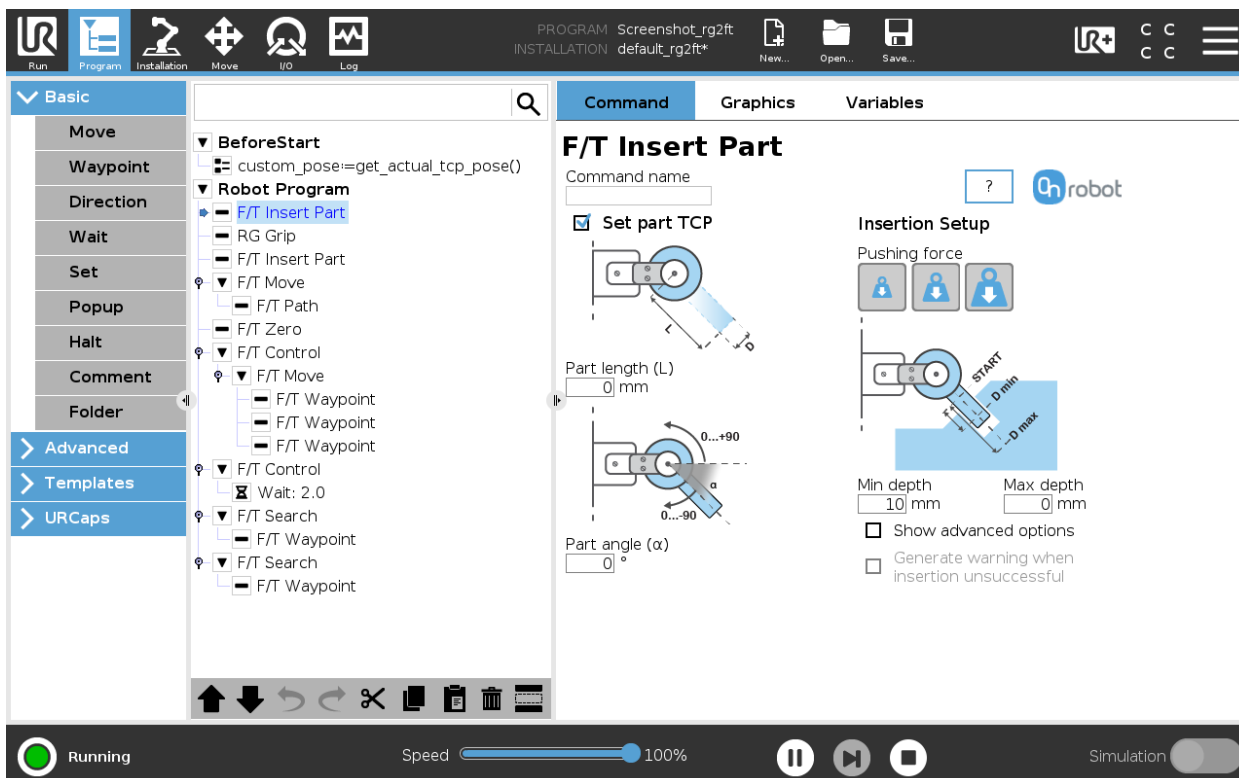 PROGRAM Screenshot_rg2ft
INSTALLATION default_rg2ft*
Run
Program
Installation
Move
I/O
Log
New...
Open...
Save...
UR+
C C
C C
Basic
Move
Waypoint
Direction
Wait
Set
Popup
Halt
Comment
Folder
Advanced
Templates
URCaps
BeforeStart
custom_pose:=get_actual_tcp_pose()
Robot Program
F/T Insert Part
RG Grip
F/T Insert Part
F/T Move
F/T Path
F/T Zero
F/T Control
F/T Move
F/T Waypoint
F/T Waypoint
F/T Waypoint
F/T Control
Wait: 2.0
F/T Search
F/T Waypoint
F/T Search
F/T Waypoint
Command Graphics Variables
F/T Insert Part
Command name
Set part TCP
L
D
Part length (L)
0 mm
0...+90
α
0...-90
Part angle (α)
0 °
?
On robot
Insertion Setup
Pushing force
START
D min
F
D max
Min depth Max depth
10 mm 0 mm
Show advanced options
Generate warning when
insertion unsuccessful
Running
Speed 100%
Simulation